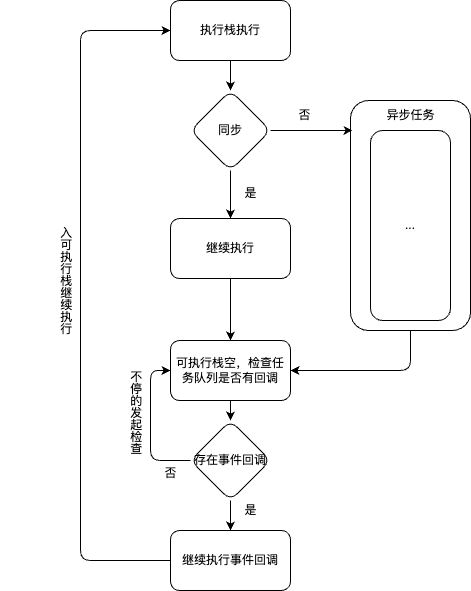 执行栈执行
同步
否
异步任务
...
是
继续执行
入可执行栈继续执行
可执行栈空，检查任
务队列是否有回调
不停的发起检查
存在事件回调
否
是
继续执行事件回调